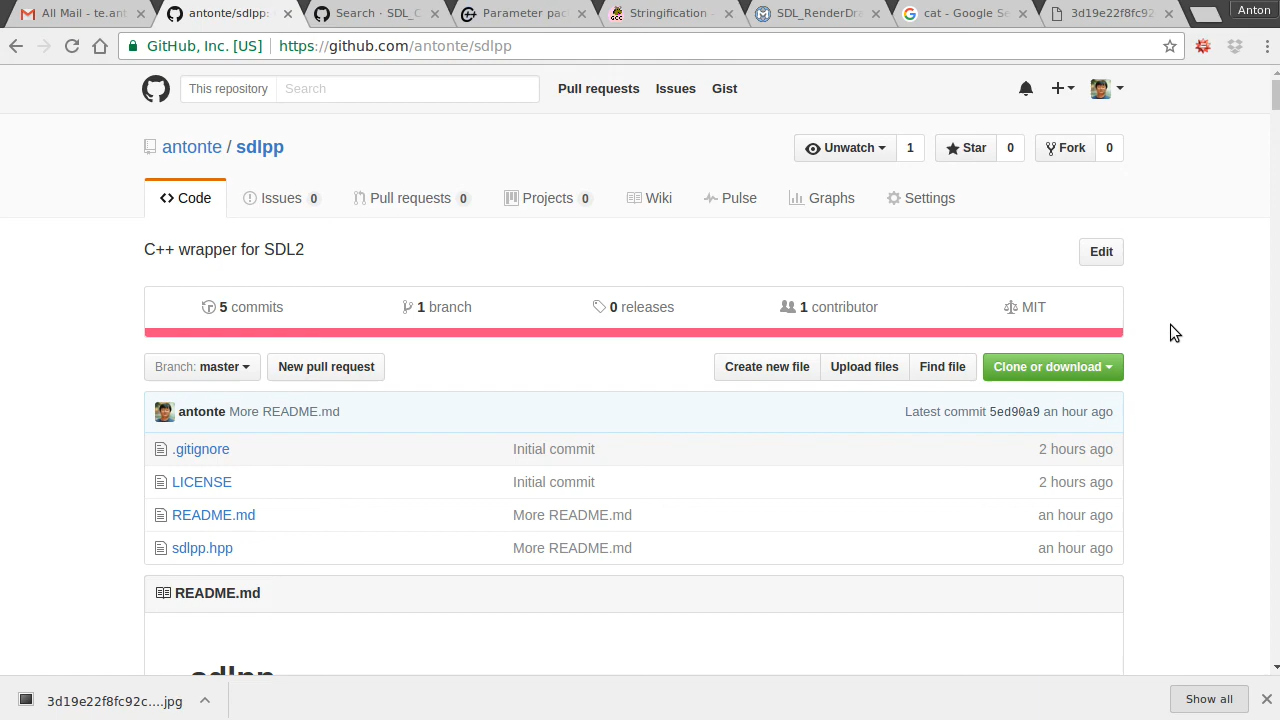 All Mail - te.ant
antonte/sdlpp:
Search · SDL_C
Parameter pac
Stringification -
SDL_RenderDra
cat - Google Se
3d19e22f8fc92
Anton
GitHub, Inc. [US] https://github.com/antonte/sdlpp
This repository Search Pull requests Issues Gist
antonte / sdlpp
Unwatch 1 Star 0 Fork 0
Code Issues 0 Pull requests 0 Projects 0 Wiki Pulse Graphs Settings
C++ wrapper for SDL2 Edit
5 commits 1 branch 0 releases 1 contributor MIT
Branch: master New pull request Create new file Upload files Find file Clone or download
antonte More README.md Latest commit 5ed90a9 an hour ago
.gitignore Initial commit 2 hours ago
LICENSE Initial commit 2 hours ago
README.md More README.md an hour ago
sdlpp.hpp More README.md an hour ago
README.md
sdlpp
3d19e22f8fc92c....jpg Show all